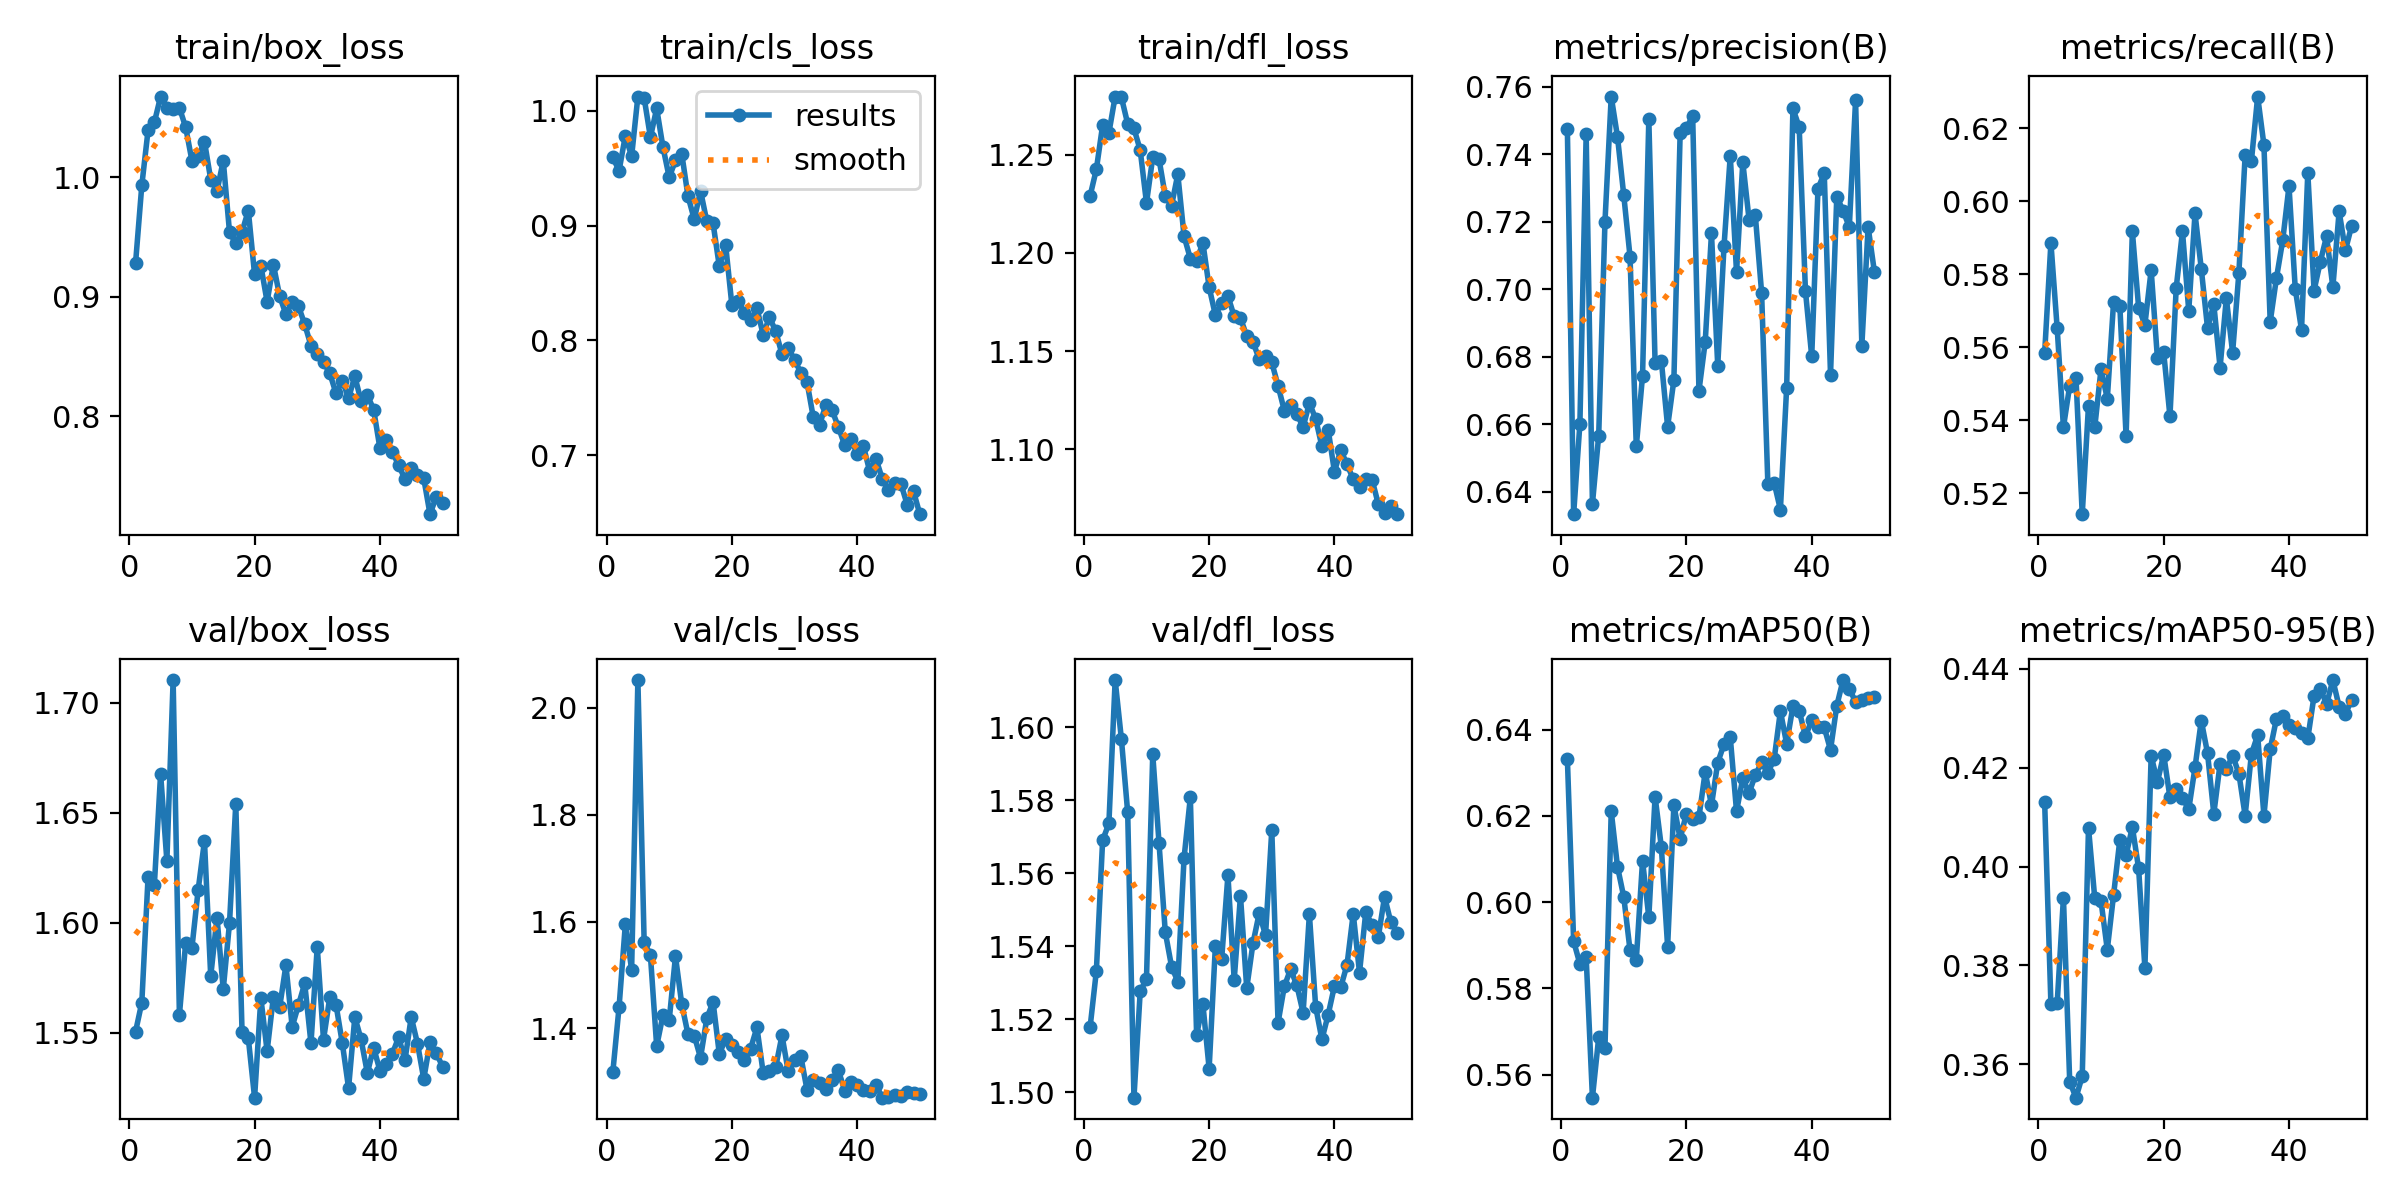 train/box_loss
1.0
0.9
0.8
0 20 40
train/cls_loss
results
smooth
1.0
0.9
0.8
0.7
0 20 40
train/dfl_loss
1.25
1.20
1.15
1.10
0 20 40
metrics/precision(B)
0.76
0.74
0.72
0.70
0.68
0.66
0.64
0 20 40
metrics/recall(B)
0.62
0.60
0.58
0.56
0.54
0.52
0 20 40
val/box_loss
1.70
1.65
1.60
1.55
0 20 40
val/cls_loss
2.0
1.8
1.6
1.4
0 20 40
val/dfl_loss
1.60
1.58
1.56
1.54
1.52
1.50
0 20 40
metrics/mAP50(B)
0.64
0.62
0.60
0.58
0.56
0 20 40
metrics/mAP50-95(B)
0.44
0.42
0.40
0.38
0.36
0 20 40